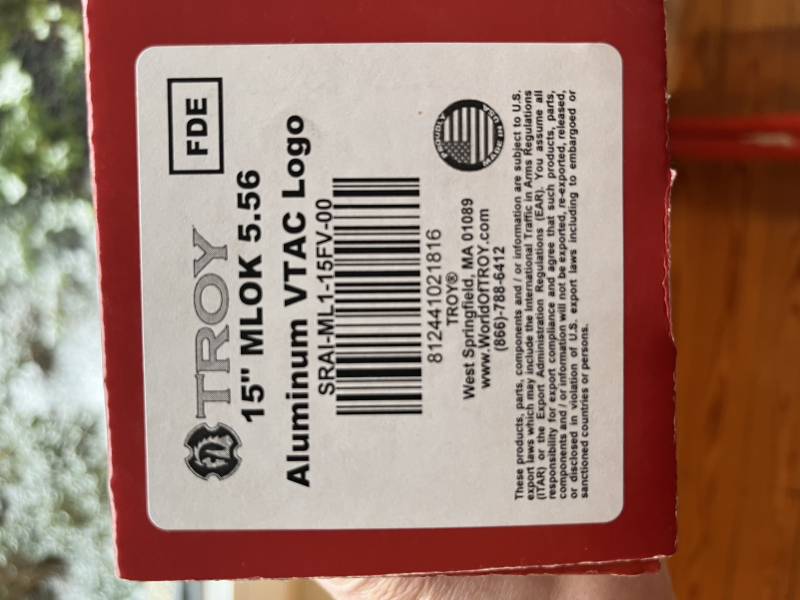 TROY
FDE
15" MLOK 5.56
Aluminum VTAC Logo
SRAI-ML1-15FV-00
812441021816
TROY®
West Springfield, MA 01089
www.WorldOfTROY.com
(866)-788-6412
PROUDLY
MADE IN USA
These products, parts, components and / or information are subject to U.S.
export laws which may include the International Traffic in Arms Regulations
(ITAR) or the Export Administration Regulations (EAR). You assume all
responsibility for export compliance and agree that such products, parts,
components and / or information will not be exported, re-exported, released,
or disclosed in violation of U.S. export laws including to embargoed or
sanctioned countries or persons.